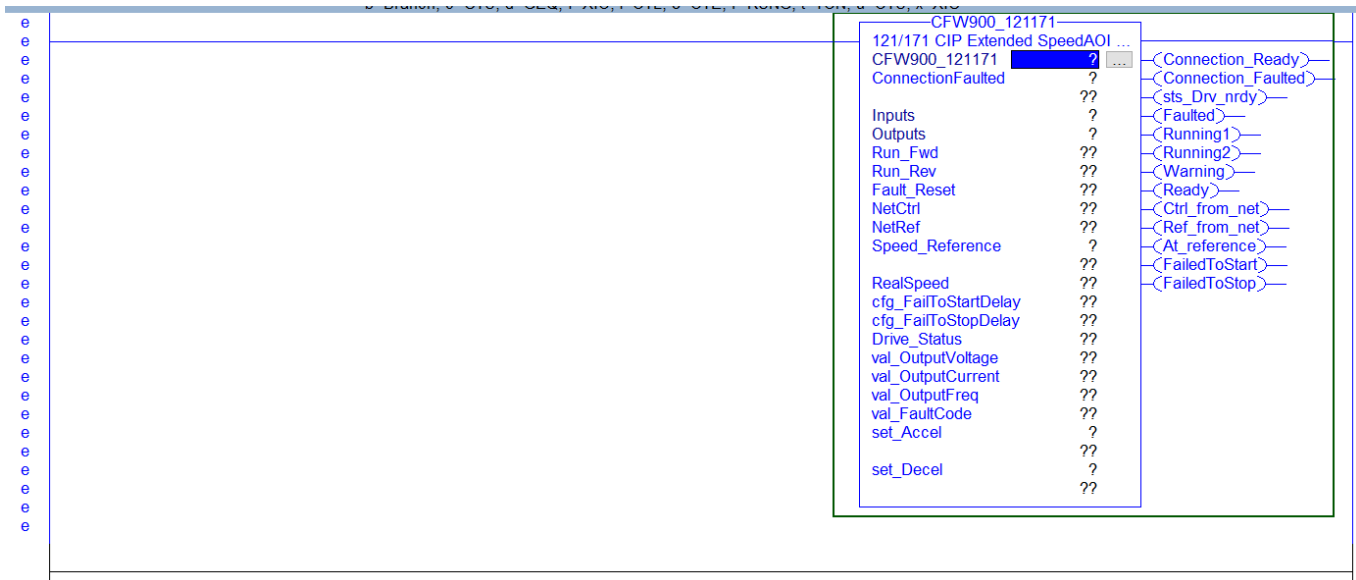 e
CFW900_121171
e
121/171 CIP Extended SpeedAOI ...
e
CFW900_121171 ? ... Connection_Ready
e
ConnectionFaulted ? Connection_Faulted
e
?? sts_Drv_nrdy
e
Inputs ? Faulted
e
Outputs ? Running1
e
Run_Fwd ?? Running2
e
Run_Rev ?? Warning
e
Fault_Reset ?? Ready
e
NetCtrl ?? Ctrl_from_net
e
NetRef ?? Ref_from_net
e
Speed_Reference ? At_reference
e
?? FailedToStart
e
RealSpeed ?? FailedToStop
e
cfg_FailToStartDelay ??
e
cfg_FailToStopDelay ??
e
Drive_Status ??
e
val_OutputVoltage ??
e
val_OutputCurrent ??
e
val_OutputFreq ??
e
val_FaultCode ??
e
set_Accel ?
e
??
e
set_Decel ?
e
??
e
e